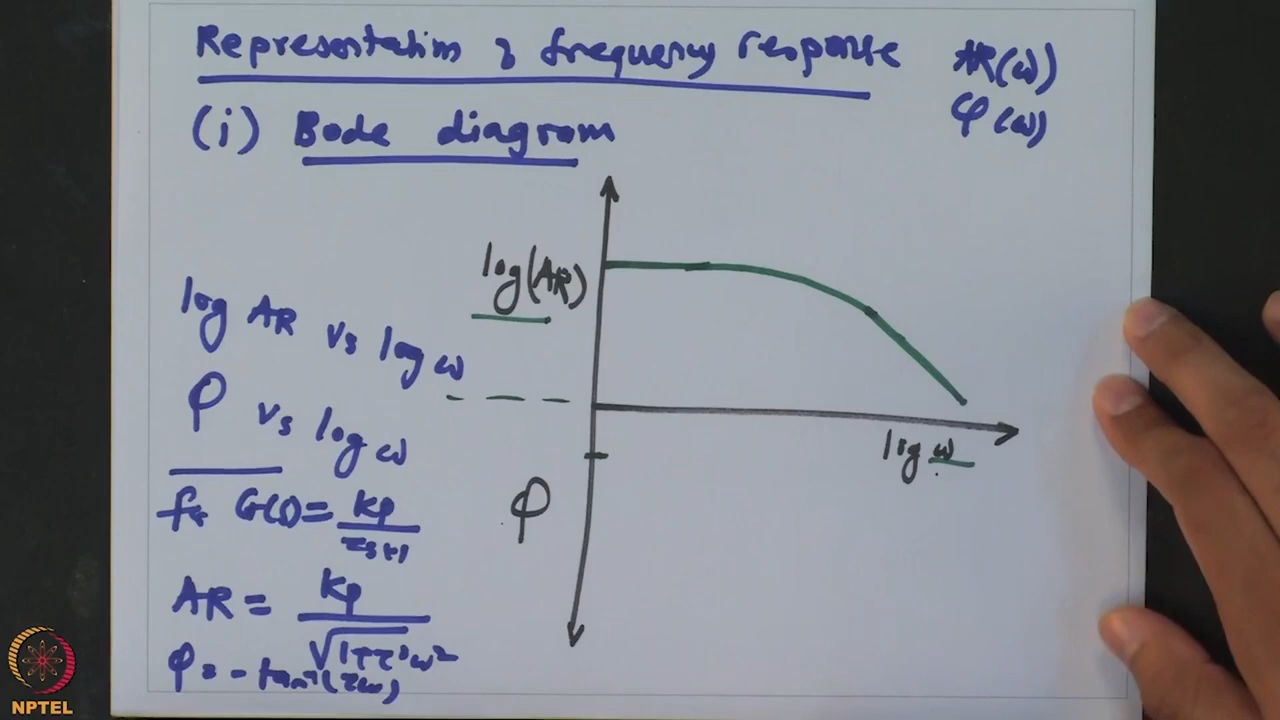 Representation of frequency response AR(ω)
φ(ω)
(i) Bode diagram
log(AR)
log AR vs log ω
φ vs log ω
log ω
φ
for G(s) = Kp / τs+1
AR = Kp / √1+τ²ω²
φ = -tan⁻¹(τω)
NPTEL